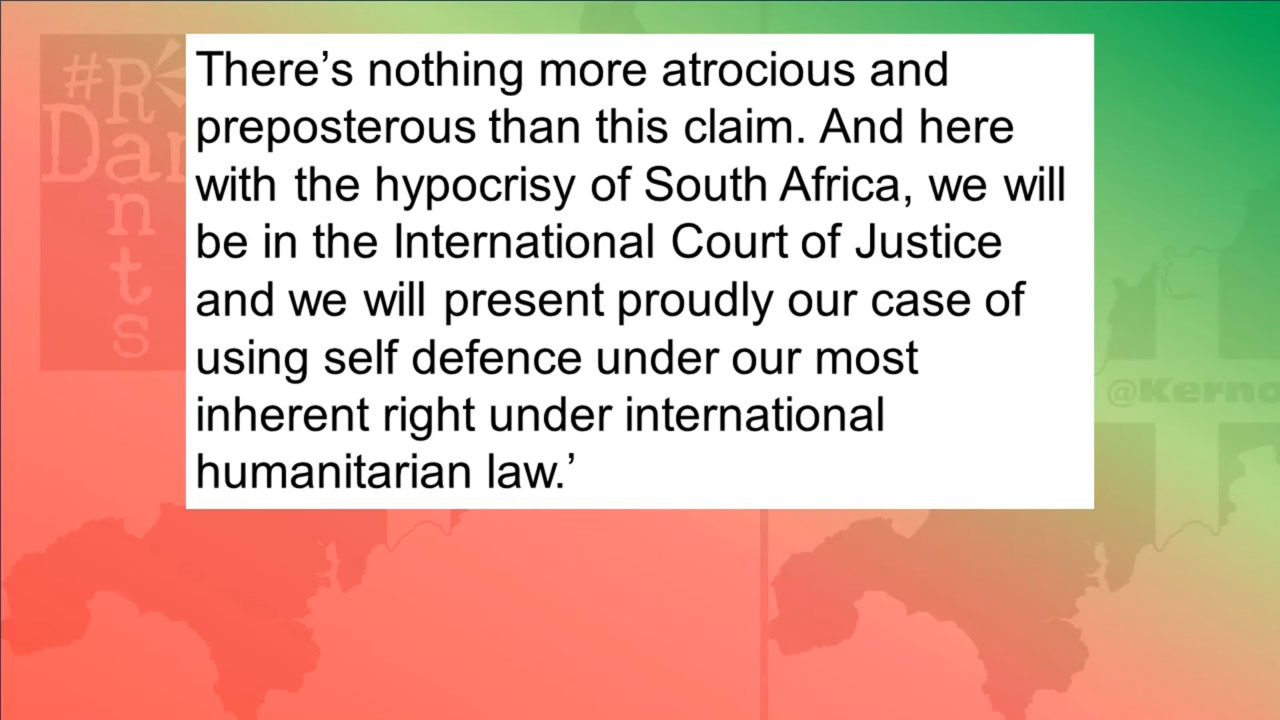 There’s nothing more atrocious and
preposterous than this claim. And here
with the hypocrisy of South Africa, we will
be in the International Court of Justice
and we will present proudly our case of
using self defence under our most
inherent right under international
humanitarian law.’
#R
Dan
n
t
s
@Kerno